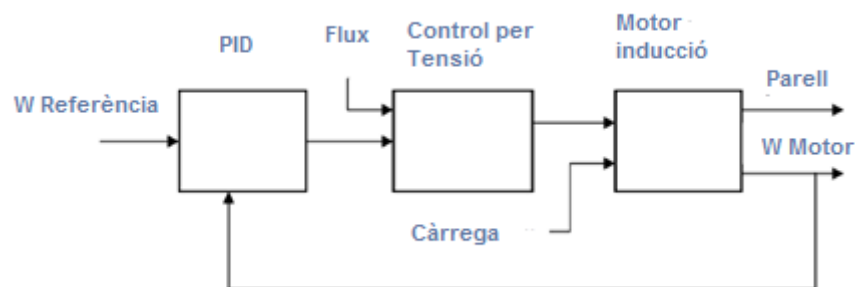 PID
Flux
Control per
Tensió
Motor
inducció
Parell
W Referència
W Motor
Càrrega